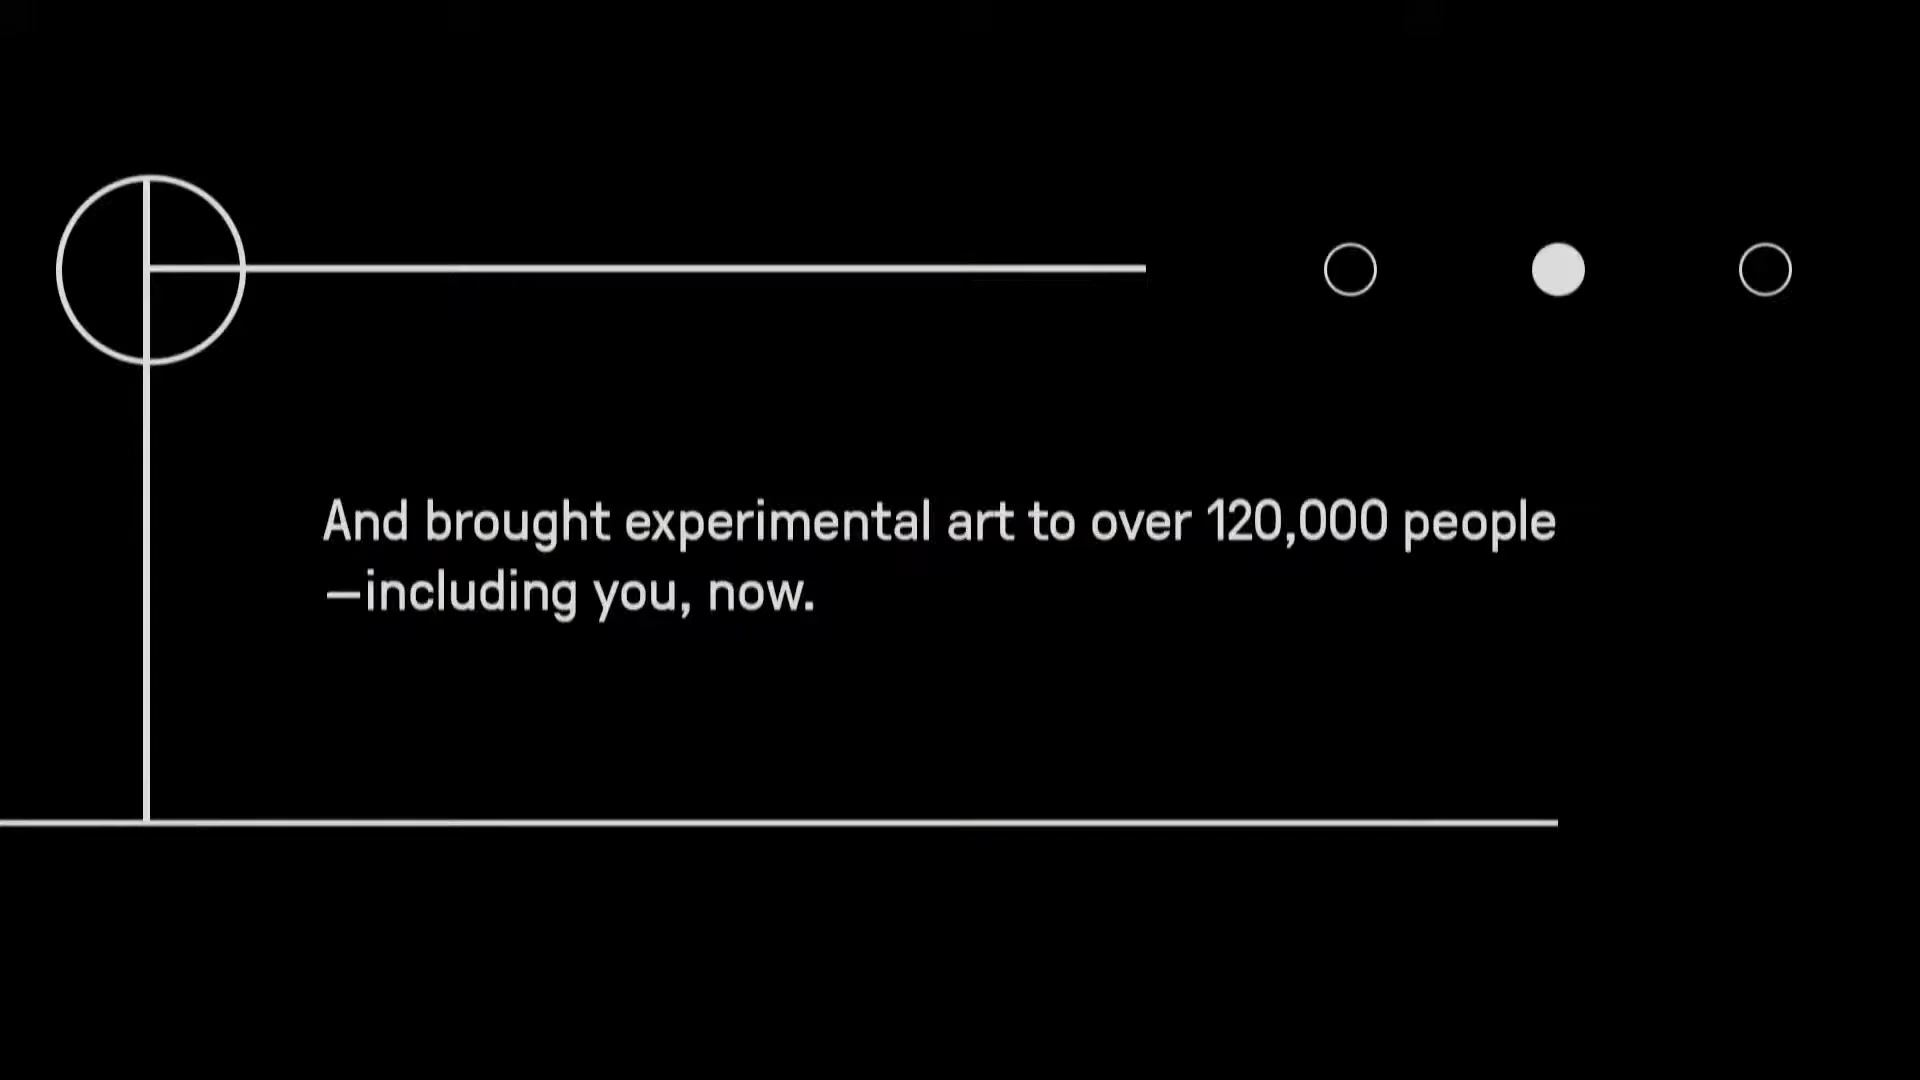 And brought experimental art to over 120,000 people
—including you, now.